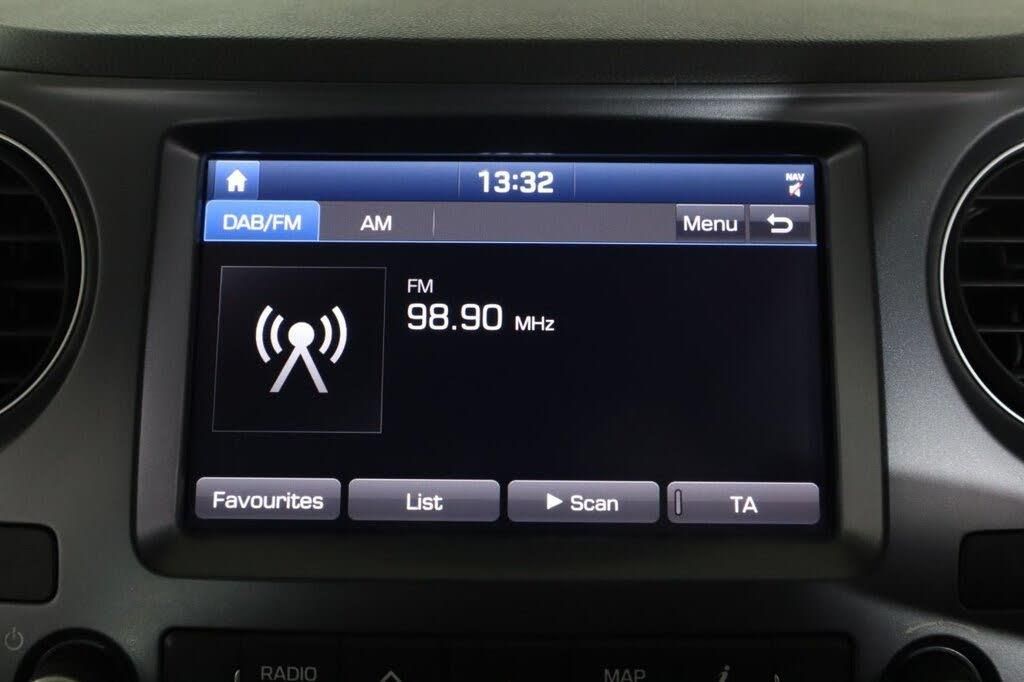 13:32
NAV
DAB/FM AM Menu
FM
98.90 MHz
Favourites List Scan TA
RADIO MAP